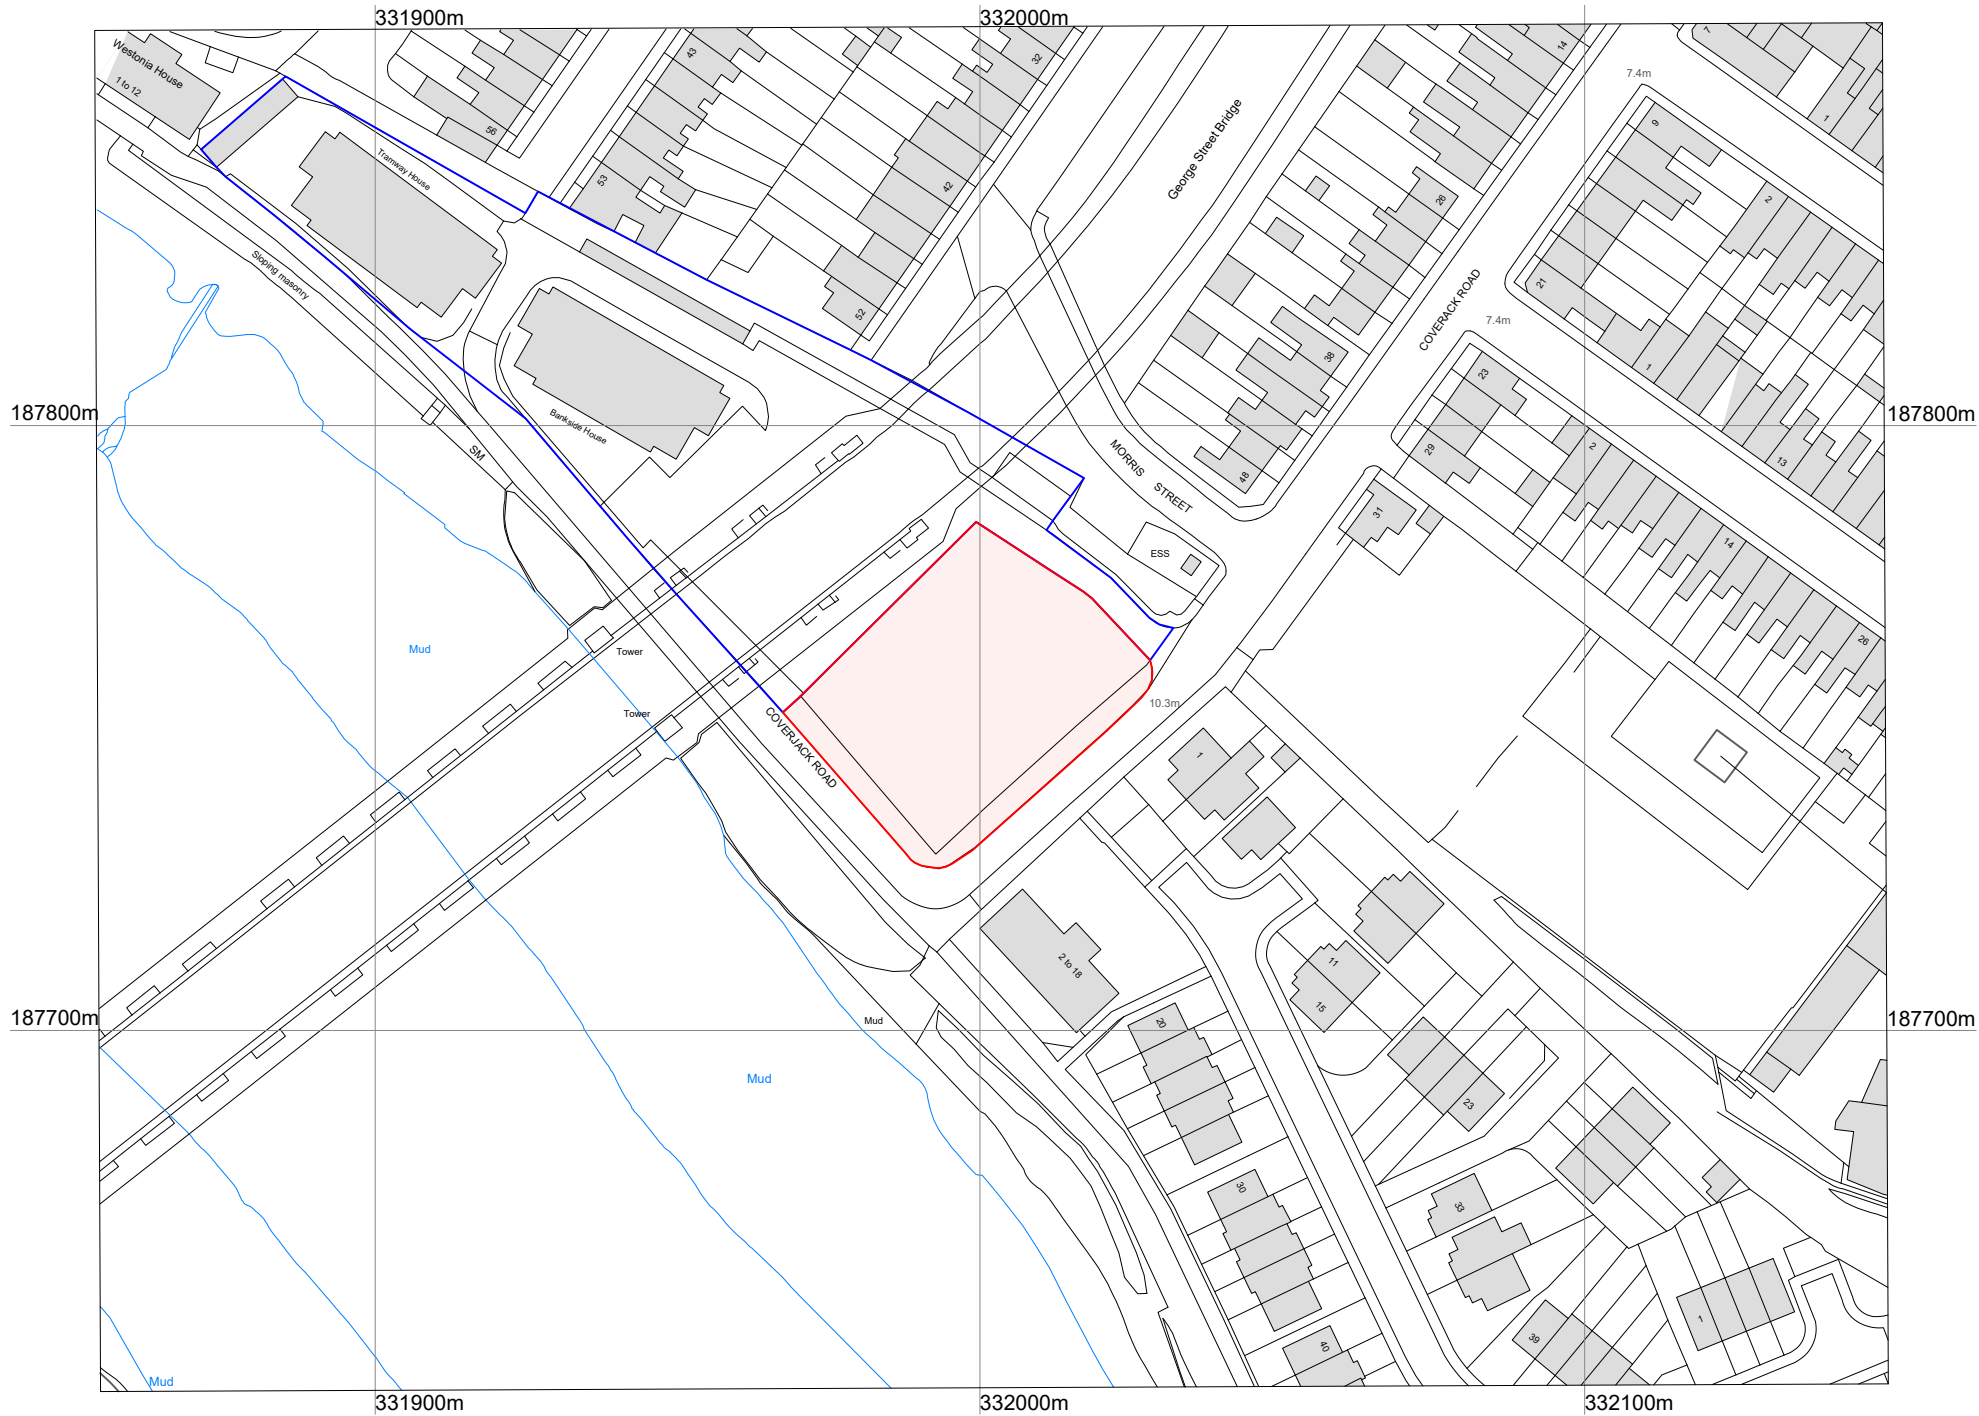 331900m
332000m
Westonia House
1 to 12
43
32
14
7
7.4m
1
56
9
Tramway House
53
42
George Street Bridge
26
2
Sloping masonry
21
COVERACK ROAD
52
7.4m
38
1
23
187800m
187800m
Bankside House
SM
MORRIS STREET
48
29
2
13
31
14
ESS
Mud
Tower
26
Tower
10.3m
COVERJACK ROAD
1
2 to 18
11
15
187700m
Mud
20
187700m
Mud
23
30
33
1
39
40
Mud
331900m
332000m
332100m